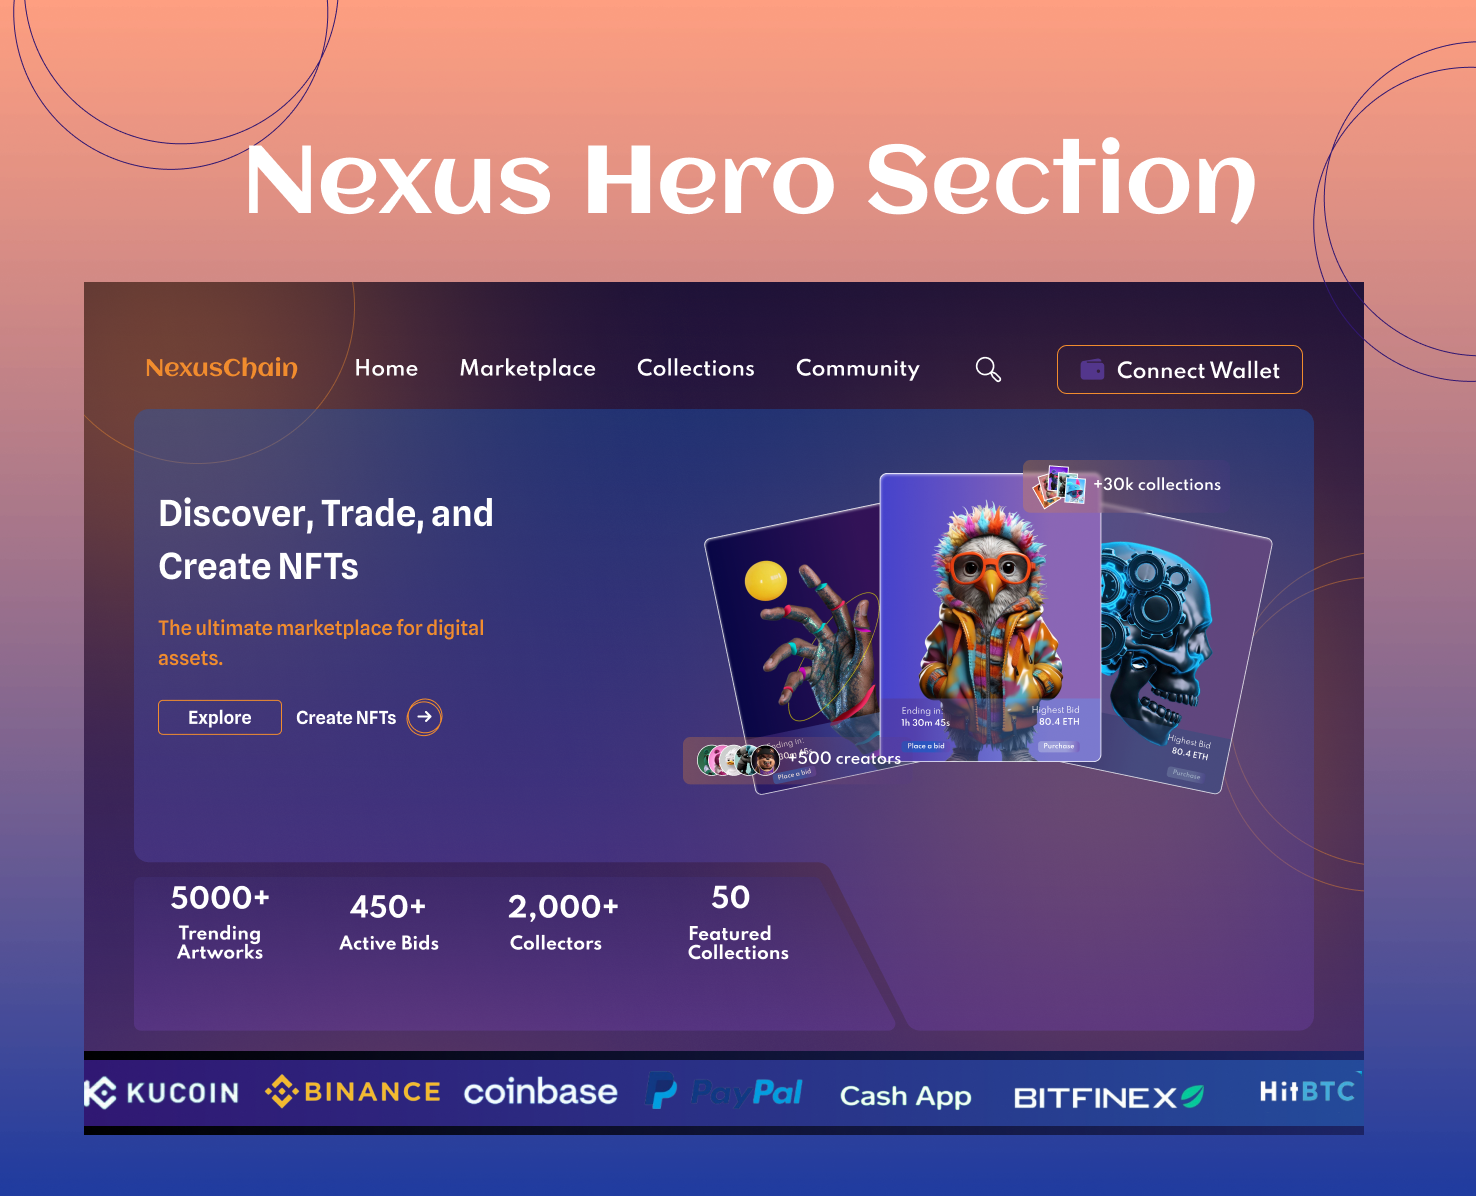 Nexus Hero Section
NexusChain
Home
Marketplace
Collections
Community
Connect Wallet
Discover, Trade, and
Create NFTs
The ultimate marketplace for digital
assets.
Explore
Create NFTs
+30k collections
Ending in:
1h 30m 45s
Place a bid
Highest Bid
80.4 ETH
Purchase
Highest Bid
80.4 ETH
Purchase
+500 creators
Place a bid
5000+
Trending
Artworks
450+
Active Bids
2,000+
Collectors
50
Featured
Collections
KUCOIN
BINANCE
coinbase
PayPal
Cash App
BITFINEX
HitBTC